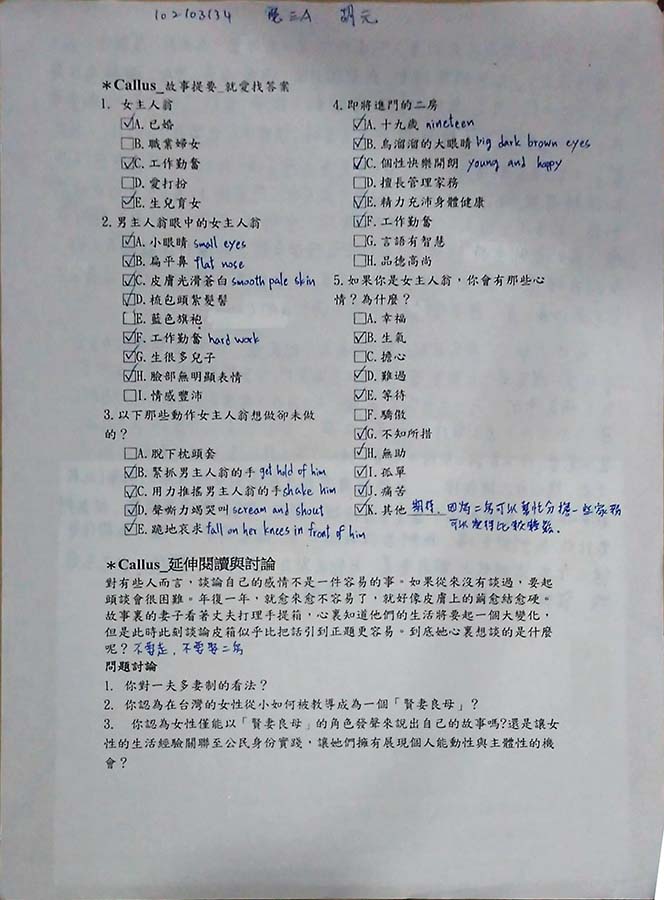 102103134 醫三A 胡元
＊Callus_故事提要_就愛找答案
1. 女主人翁
☑A. 已婚
☐B. 職業婦女
☑C. 工作勤奮
☐D. 愛打扮
☑E. 生兒育女
2. 男主人翁眼中的女主人翁
☑A. 小眼睛 small eyes
☑B. 扁平鼻 flat nose
☑C. 皮膚光滑蒼白 smooth pale skin
☑D. 梳包頭紮髮髻
☐E. 藍色旗袍
☑F. 工作勤奮 hard work
☑G. 生很多兒子
☑H. 臉部無明顯表情
☐I. 情感豐沛
3. 以下那些動作女主人翁想做卻未做
的？
☐A. 脫下枕頭套
☑B. 緊抓男主人翁的手 get hold of him
☑C. 用力推搖男主人翁的手 shake him
☑D. 聲嘶力竭哭叫 scream and shout
☑E. 跪地哀求 fall on her knees in front of him
4. 即將進門的二房
☑A. 十九歲 nineteen
☑B. 烏溜溜的大眼睛 big dark brown eyes
☑C. 個性快樂開朗 young and happy
☐D. 擅長管理家務
☑E. 精力充沛身體健康
☑F. 工作勤奮
☐G. 言語有智慧
☐H. 品德高尚
5. 如果你是女主人翁，你會有那些心
情？為什麼？
☐A. 幸福
☑B. 生氣
☐C. 擔心
☑D. 難過
☑E. 等待
☐F. 驕傲
☑G. 不知所措
☑H. 無助
☑I. 孤單
☑J. 痛苦
☑K. 其他 期待，因為二房可以幫忙分擔一些家務
可以變得比較輕鬆。
＊Callus_延伸閱讀與討論
對有些人而言，談論自己的感情不是一件容易的事。如果從來沒有談過，要起
頭談會很困難。年復一年，就愈來愈不容易了，就好像皮膚上的繭愈結愈硬。
故事裏的妻子看著丈夫打理手提箱，心裏知道他們的生活將要起一個大變化，
但是此時此刻談論皮箱似乎比把話引到正題更容易。到底她心裏想談的是什麼
呢？不要走，不要娶二房
問題討論
1. 你對一夫多妻制的看法？
2. 你認為在台灣的女性從小如何被教導成為一個「賢妻良母」？
3. 你認為女性僅能以「賢妻良母」的角色發聲來說出自己的故事嗎?還是讓女
性的生活經驗關聯至公民身份實踐，讓她們擁有展現個人能動性與主體性的機
會？